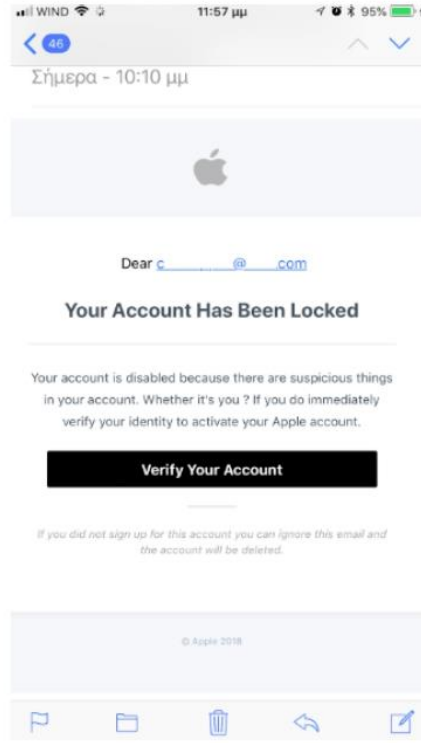 WIND 11:57 μμ 95%
46
Σήμερα - 10:10 μμ
Dear c @ .com
Your Account Has Been Locked
Your account is disabled because there are suspicious things
in your account. Whether it's you ? If you do immediately
verify your identity to activate your Apple account.
Verify Your Account
If you did not sign up for this account you can ignore this email and
the account will be deleted.
© Apple 2018